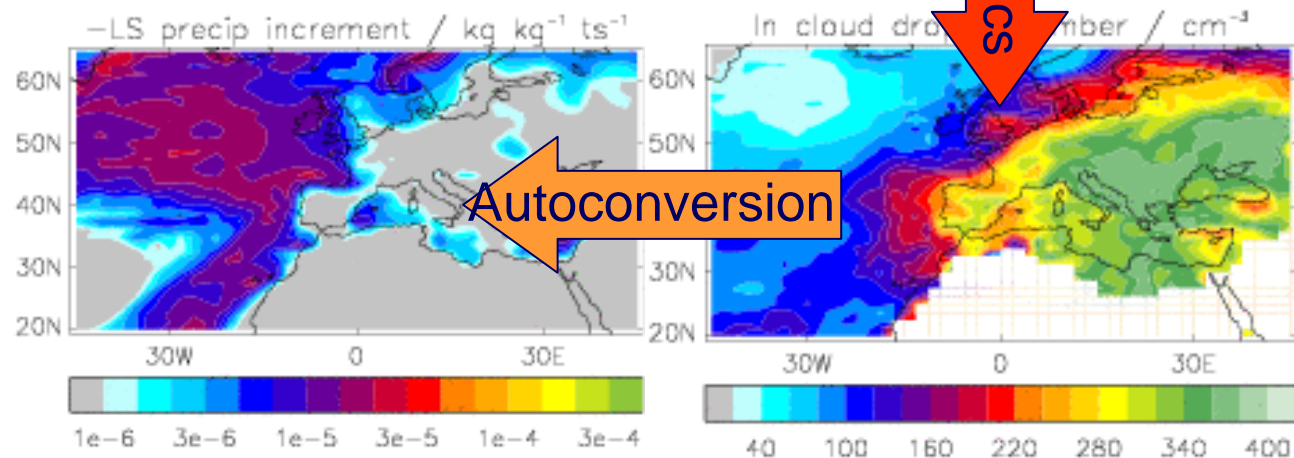 CS
-LS precip increment / kg kg⁻¹ ts⁻¹
In cloud dro mber / cm⁻³
60N
50N
40N
30N
20N
30W 0 30E
Autoconversion
60N
50N
40N
30N
20N
30W 0 30E
1e-6 3e-6 1e-5 3e-5 1e-4 3e-4
40 100 160 220 280 340 400